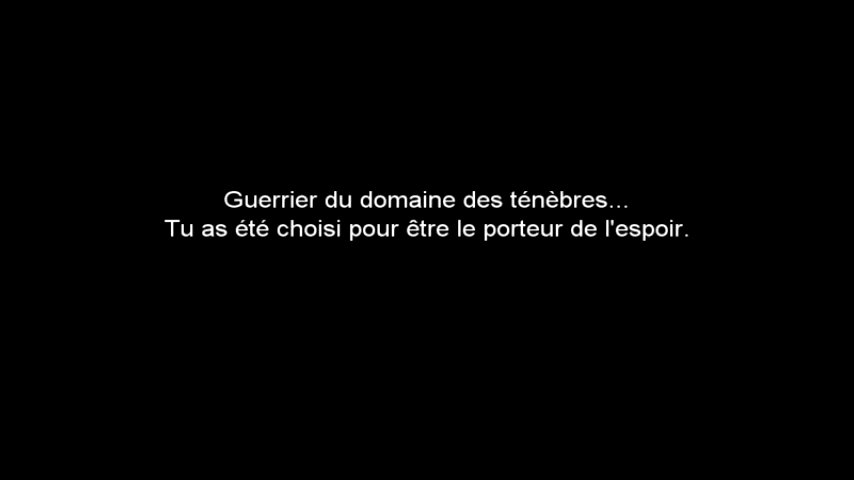 Guerrier du domaine des ténèbres...
Tu as été choisi pour être le porteur de l'espoir.